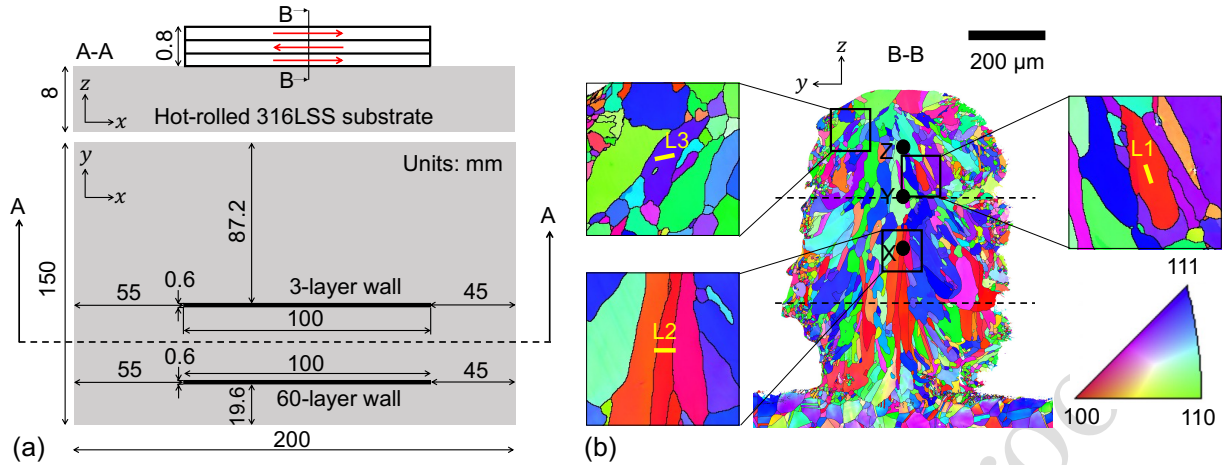 B
0.8
A-A
B
8
z
x
Hot-rolled 316LSS substrate
y
x
Units: mm
A
A
87.2
150
0.6
55
3-layer wall
45
100
0.6
100
55
45
60-layer wall
19.6
200
(a)
z
y
B-B
200 µm
L3
Z
Y
X
L1
L2
111
100
110
(b)
roc